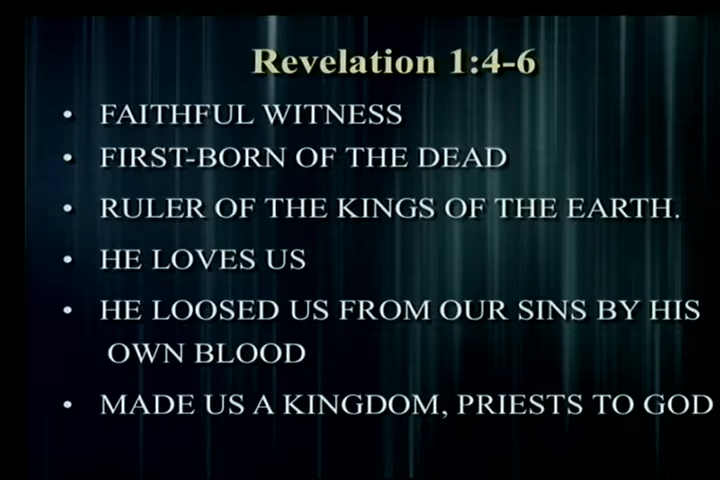 Revelation 1:4-6
• FAITHFUL WITNESS
• FIRST-BORN OF THE DEAD
• RULER OF THE KINGS OF THE EARTH.
• HE LOVES US
• HE LOOSED US FROM OUR SINS BY HIS
OWN BLOOD
• MADE US A KINGDOM, PRIESTS TO GOD